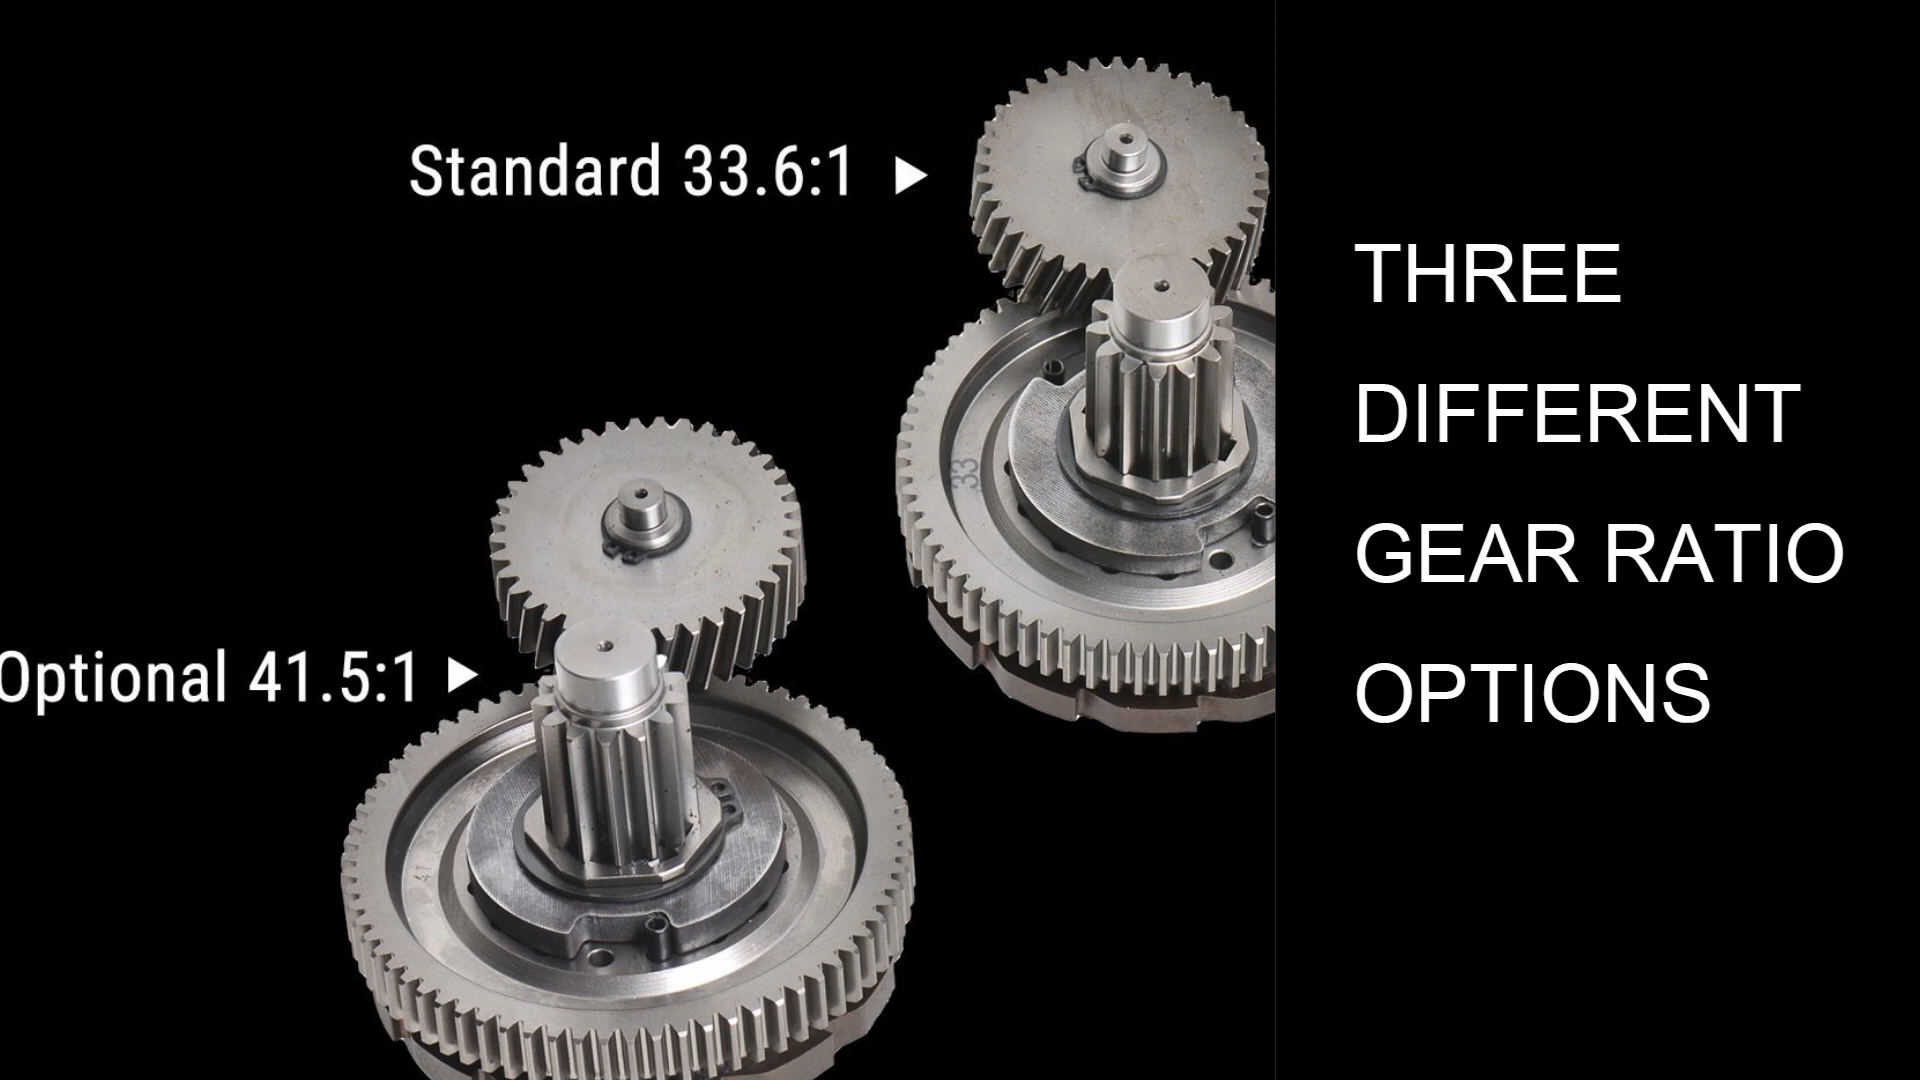 Standard 33.6:1
Optional 41.5:1
33
THREE
DIFFERENT
GEAR RATIO
OPTIONS